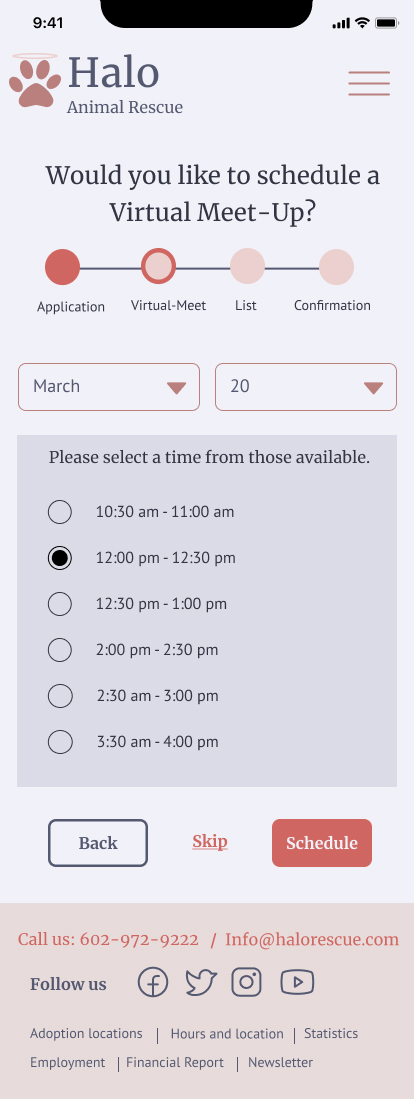 9:41
Halo
Animal Rescue
Would you like to schedule a
Virtual Meet-Up?
Application Virtual-Meet List Confirmation
March 20
Please select a time from those available.
10:30 am - 11:00 am
12:00 pm - 12:30 pm
12:30 pm - 1:00 pm
2:00 pm - 2:30 pm
2:30 am - 3:00 pm
3:30 am - 4:00 pm
Back Skip Schedule
Call us: 602-972-9222 / Info@halorescue.com
Follow us
Adoption locations | Hours and location | Statistics
Employment | Financial Report | Newsletter